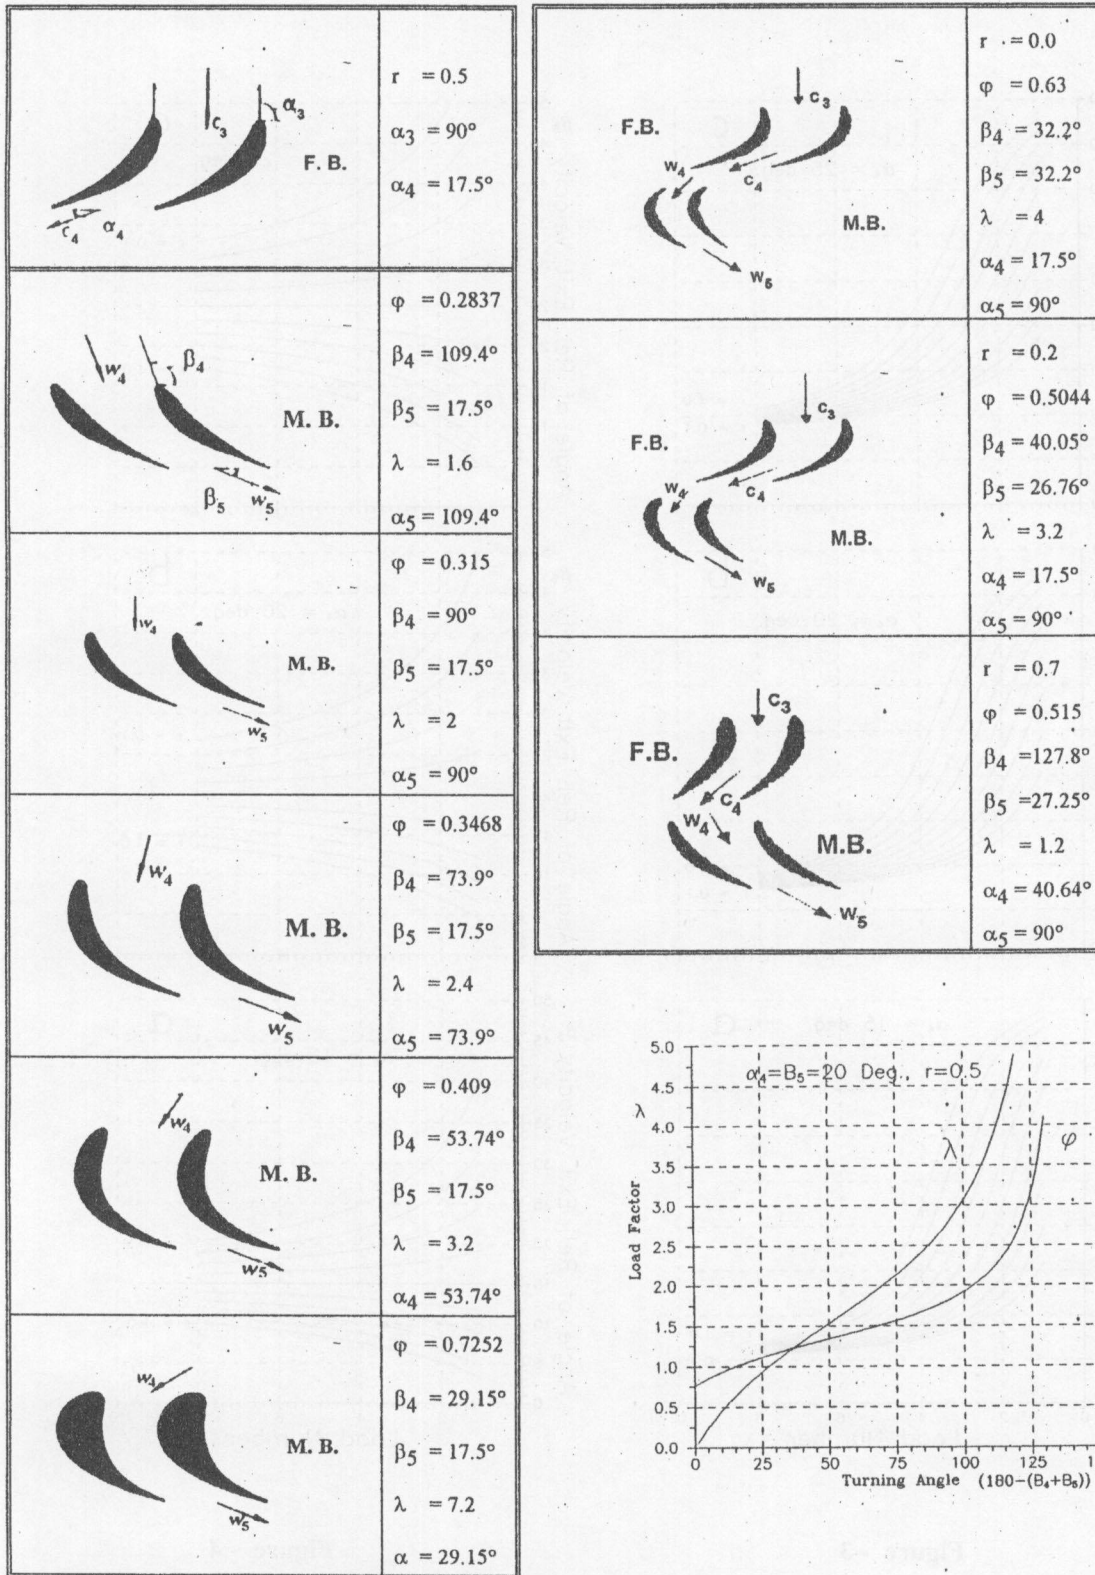 C₃
α₃
C₄
α₄
F. B.
r = 0.5
α₃ = 90°
α₄ = 17.5°
w₄
β₄
β₅
w₅
M. B.
φ = 0.2837
β₄ = 109.4°
β₅ = 17.5°
λ = 1.6
α₅ = 109.4°
w₄
w₅
M. B.
φ = 0.315
β₄ = 90°
β₅ = 17.5°
λ = 2
α₅ = 90°
w₄
w₅
M. B.
φ = 0.3468
β₄ = 73.9°
β₅ = 17.5°
λ = 2.4
α₅ = 73.9°
w₄
w₅
M. B.
φ = 0.409
β₄ = 53.74°
β₅ = 17.5°
λ = 3.2
α₄ = 53.74°
w₄
w₅
M. B.
φ = 0.7252
β₄ = 29.15°
β₅ = 17.5°
λ = 7.2
α = 29.15°
C₃
F.B.
W₄
C₄
M.B.
W₅
r = 0.0
φ = 0.63
β₄ = 32.2°
β₅ = 32.2°
λ = 4
α₄ = 17.5°
α₅ = 90°
C₃
F.B.
W₄
C₄
M.B.
W₅
r = 0.2
φ = 0.5044
β₄ = 40.05°
β₅ = 26.76°
λ = 3.2
α₄ = 17.5°
α₅ = 90°
C₃
F.B.
C₄
W₄
M.B.
W₅
r = 0.7
φ = 0.515
β₄ = 127.8°
β₅ = 27.25°
λ = 1.2
α₄ = 40.64°
α₅ = 90°
α₄=B₅=20 Deg., r=0.5
λ
φ
Load Factor λ
5.0
4.5
4.0
3.5
3.0
2.5
2.0
1.5
1.0
0.5
0.0
0 25 50 75 100 125
Turning Angle (180-(B₄+B₅))